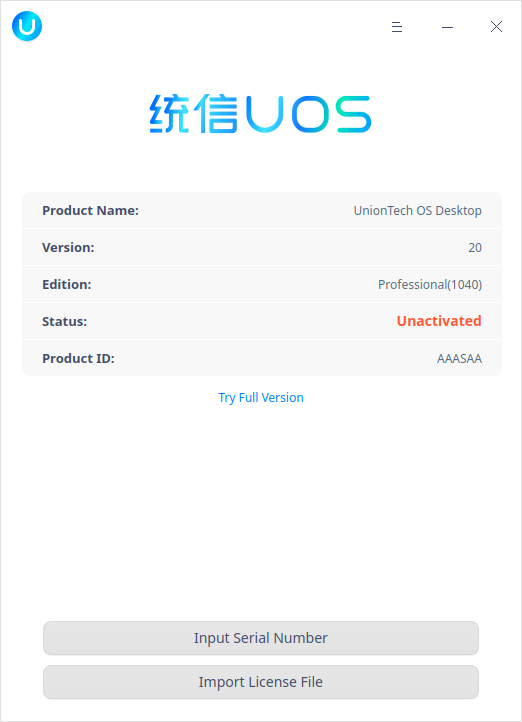 统信UOS
Product Name: UnionTech OS Desktop
Version: 20
Edition: Professional(1040)
Status: Unactivated
Product ID: AAASAA
Try Full Version
Input Serial Number
Import License File